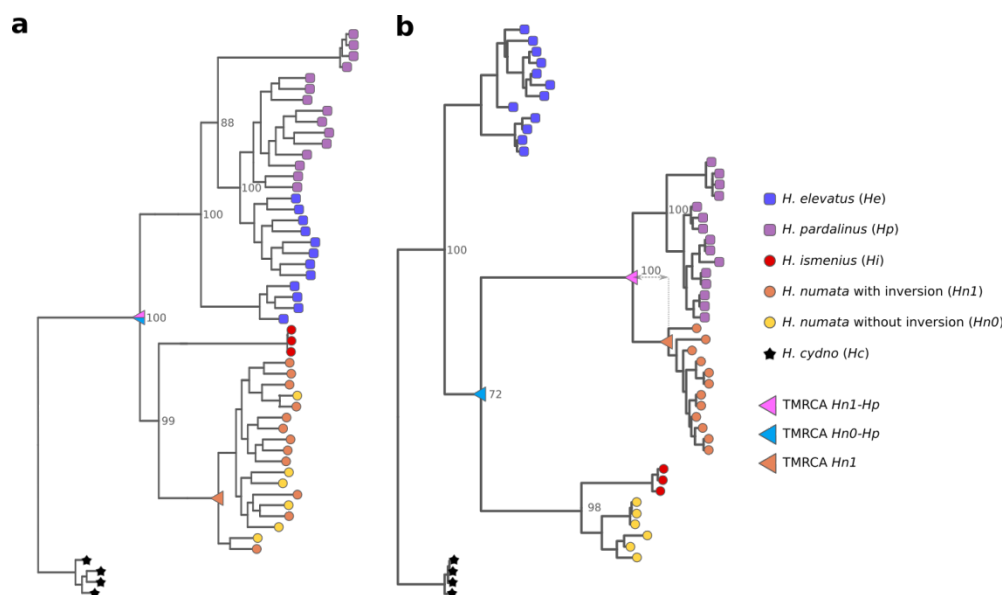 a
b
88
100
100
100
99
100
100
100
72
98
H. elevatus (He)
H. pardalinus (Hp)
H. ismenius (Hi)
H. numata with inversion (Hn1)
H. numata without inversion (Hn0)
H. cydno (Hc)
TMRCA Hn1-Hp
TMRCA Hn0-Hp
TMRCA Hn1